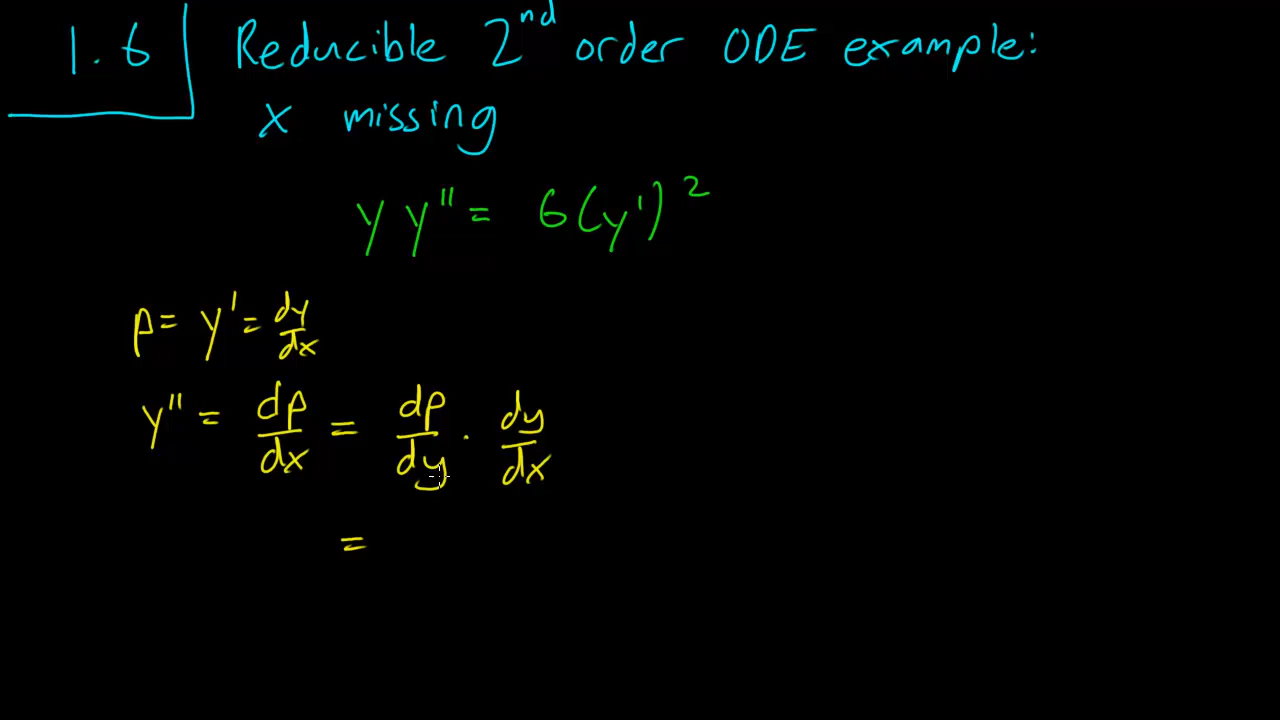 1.6 Reducible 2nd order ODE example:
x missing
y y'' = 6(y')²
p = y' = dy/dx
y'' = dp/dx = dp/dy · dy/dx
=